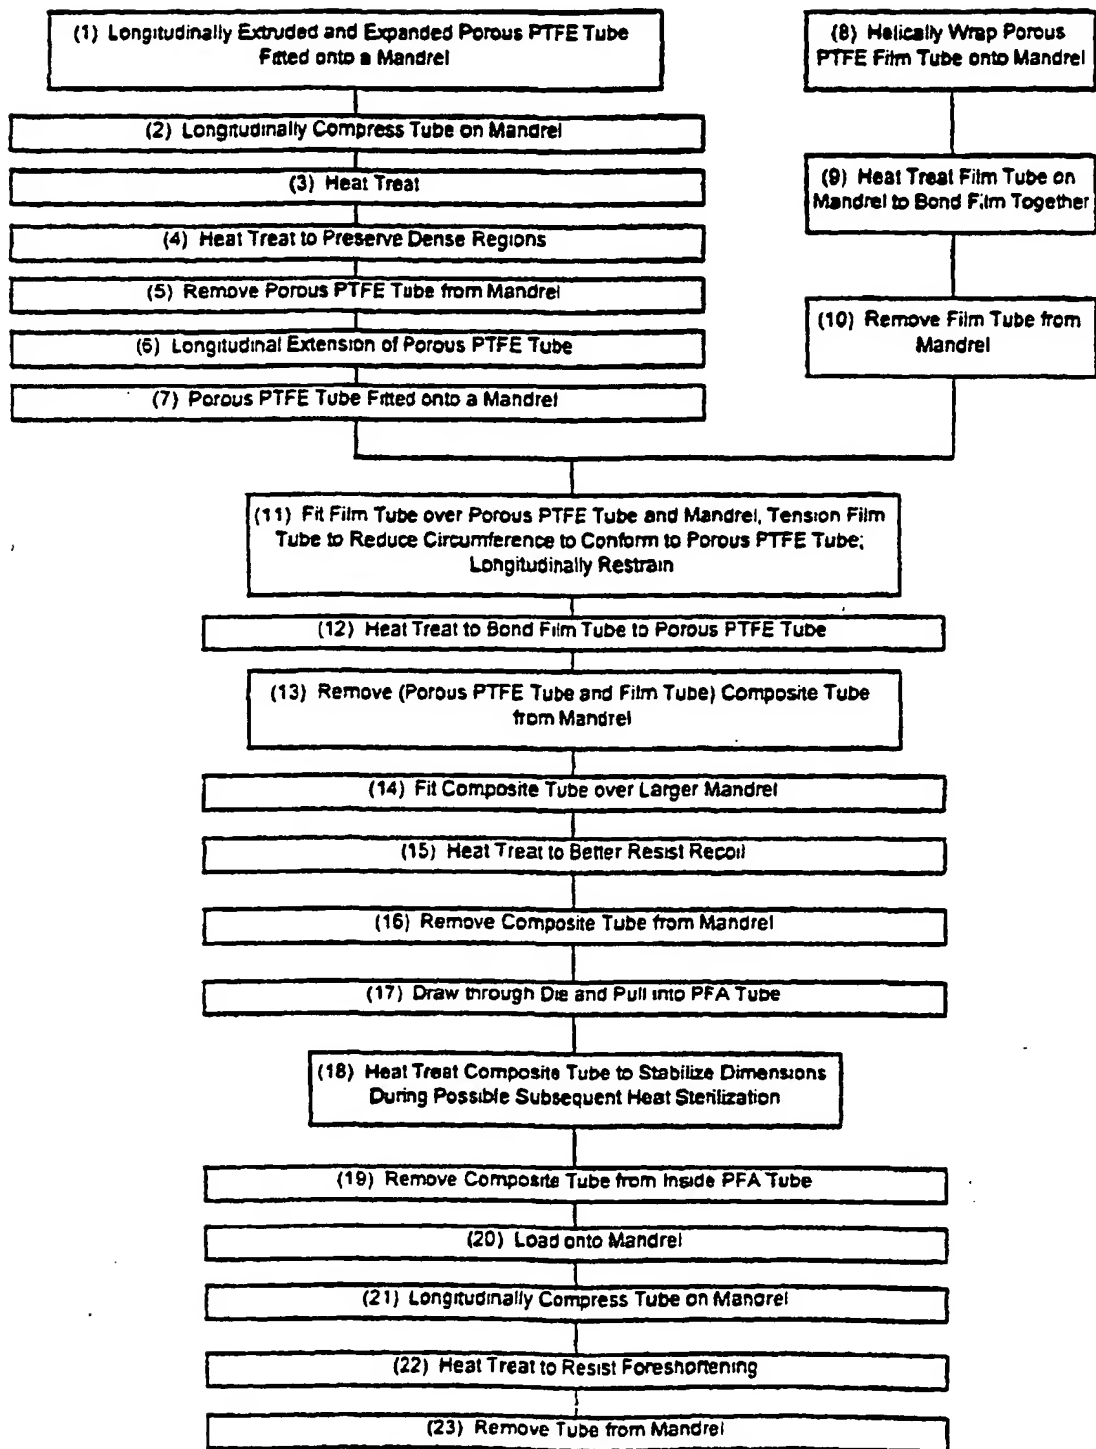 (1) Longitudinally Extruded and Expanded Porous PTFE Tube
Fitted onto a Mandrel
(2) Longitudinally Compress Tube on Mandrel
(3) Heat Treat
(4) Heat Treat to Preserve Dense Regions
(5) Remove Porous PTFE Tube from Mandrel
(6) Longitudinal Extension of Porous PTFE Tube
(7) Porous PTFE Tube Fitted onto a Mandrel
(8) Helically Wrap Porous
PTFE Film Tube onto Mandrel
(9) Heat Treat Film Tube on
Mandrel to Bond Film Together
(10) Remove Film Tube from
Mandrel
(11) Fit Film Tube over Porous PTFE Tube and Mandrel, Tension Film
Tube to Reduce Circumference to Conform to Porous PTFE Tube;
Longitudinally Restrain
(12) Heat Treat to Bond Film Tube to Porous PTFE Tube
(13) Remove (Porous PTFE Tube and Film Tube) Composite Tube
from Mandrel
(14) Fit Composite Tube over Larger Mandrel
(15) Heat Treat to Better Resist Recoil
(16) Remove Composite Tube from Mandrel
(17) Draw through Die and Pull into PFA Tube
(18) Heat Treat Composite Tube to Stabilize Dimensions
During Possible Subsequent Heat Sterilization
(19) Remove Composite Tube from Inside PFA Tube
(20) Load onto Mandrel
(21) Longitudinally Compress Tube on Mandrel
(22) Heat Treat to Resist Foreshortening
(23) Remove Tube from Mandrel